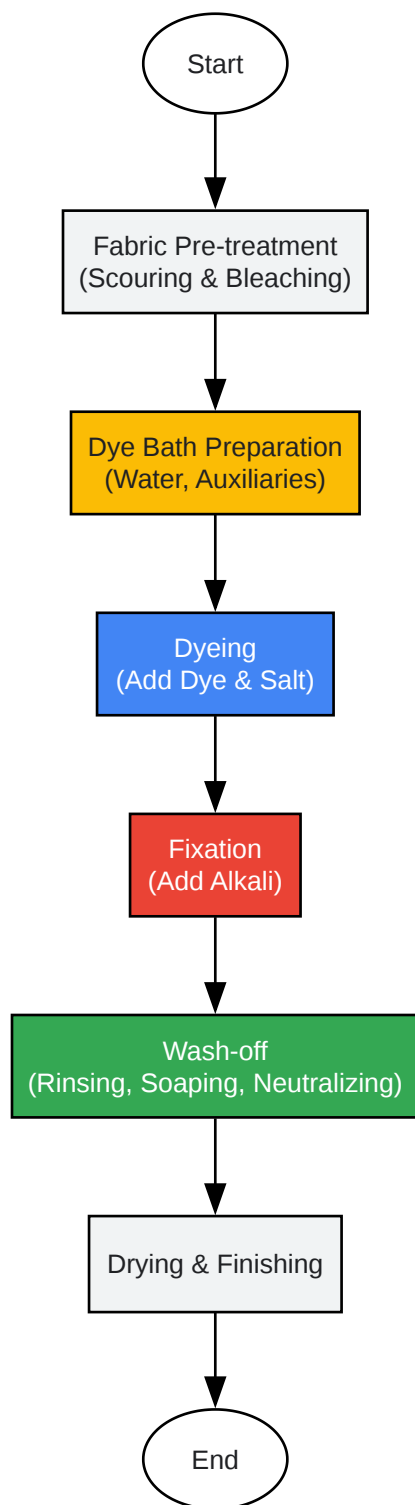 Start
Fabric Pre-treatment
(Scouring & Bleaching)
Dye Bath Preparation
(Water, Auxiliaries)
Dyeing
(Add Dye & Salt)
Fixation
(Add Alkali)
Wash-off
(Rinsing, Soaping, Neutralizing)
Drying & Finishing
End